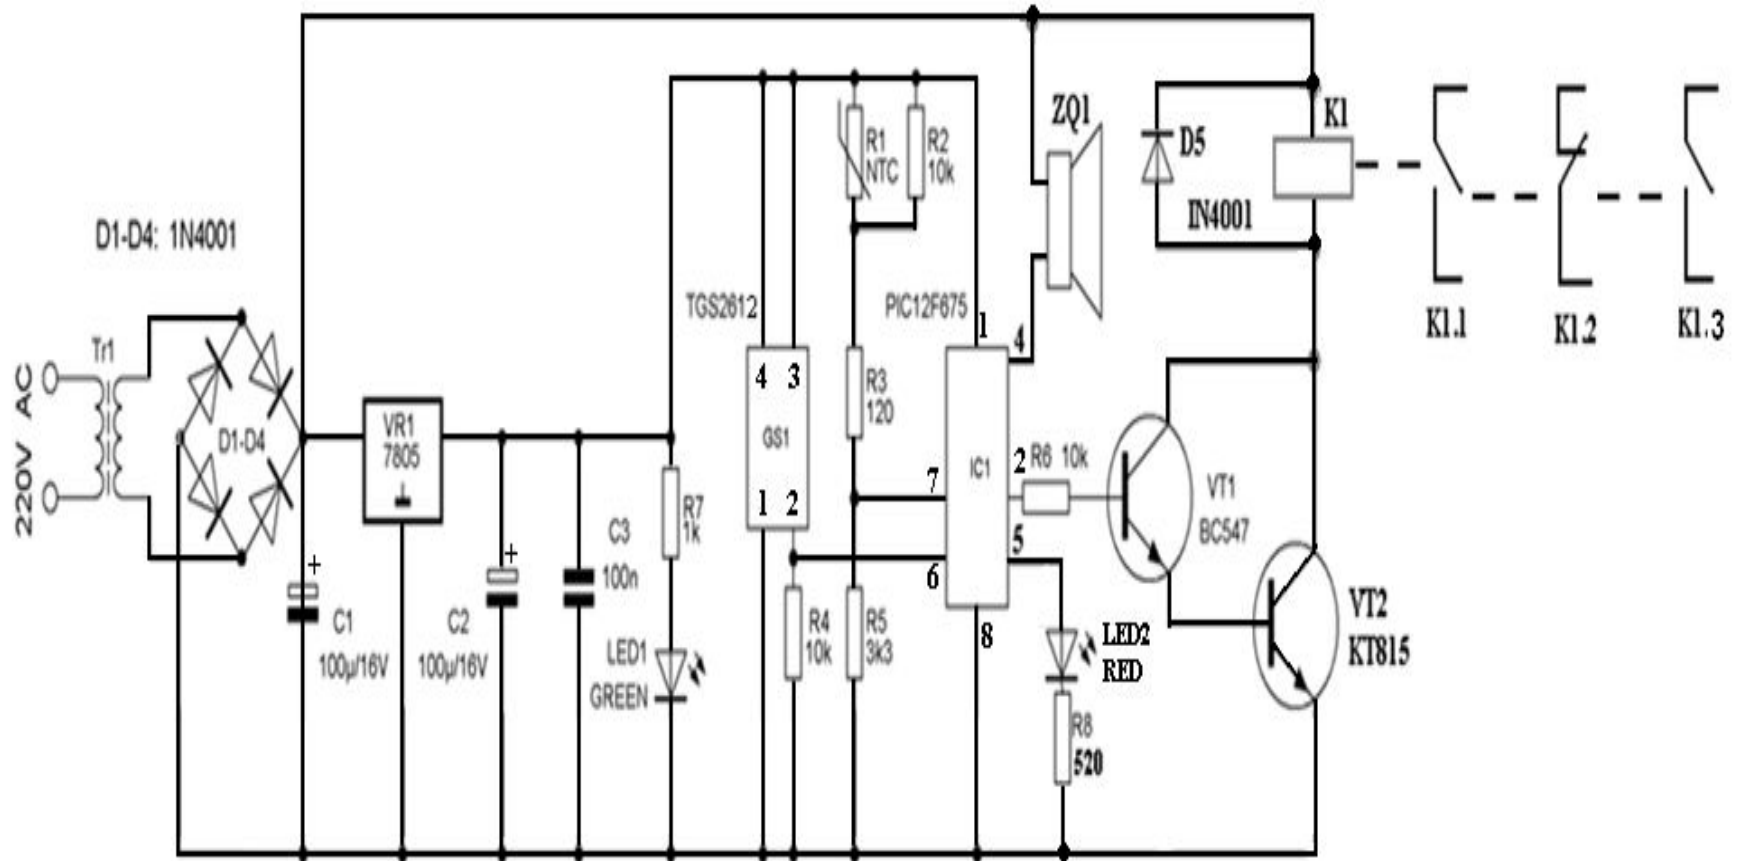 D1-D4: 1N4001
Tr1
220V AC
D1-D4
VR1
7805
+
C1
100µ/16V
+
C2
100µ/16V
C3
100n
R7
1k
LED1
GREEN
TGS2612
4 3
GS1
1 2
R1
NTC
R2
10k
R3
120
R4
10k
R5
3k3
PIC12F675
1
4
IC1
7
2
6
5
8
R6 10k
ZQ1
D5
IN4001
K1
K1.1
K1.2
K1.3
VT1
BC547
VT2
KT815
LED2
RED
R8
520